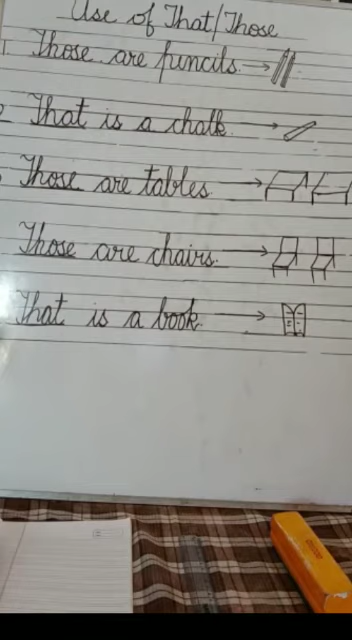 Use of That/Those
1 Those are puncils.
2 That is a chalk.
Those are tables
Those are chairs.
That is a book.